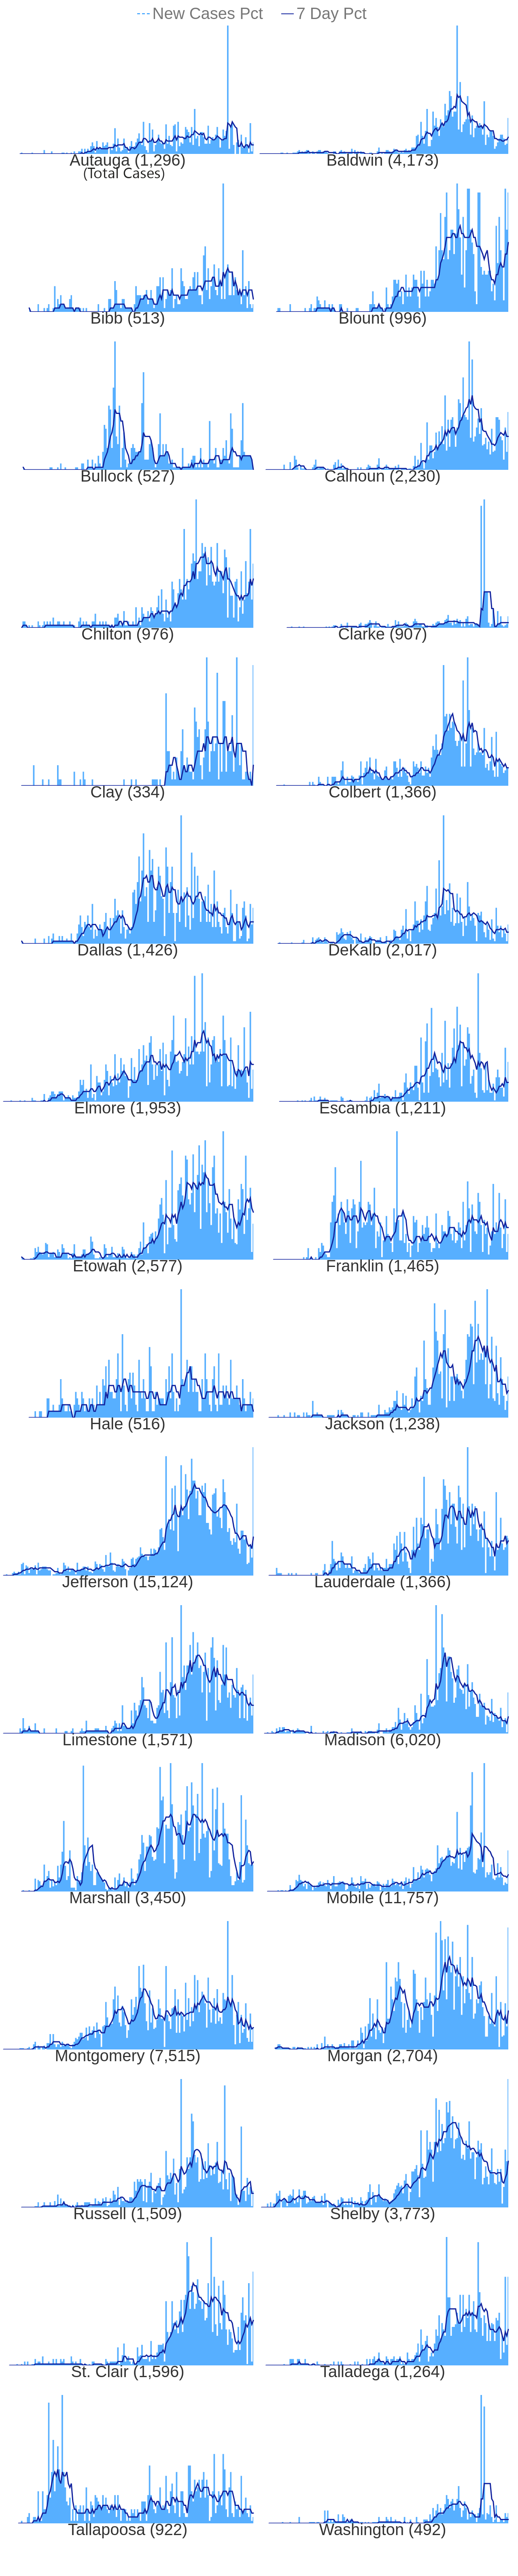 New Cases Pct 7 Day Pct
Autauga (1,296) Baldwin (4,173)
(Total Cases)
Bibb (513) Blount (996)
Bullock (527) Calhoun (2,230)
Chilton (976) Clarke (907)
Clay (334) Colbert (1,366)
Dallas (1,426) DeKalb (2,017)
Elmore (1,953) Escambia (1,211)
Etowah (2,577) Franklin (1,465)
Hale (516) Jackson (1,238)
Jefferson (15,124) Lauderdale (1,366)
Limestone (1,571) Madison (6,020)
Marshall (3,450) Mobile (11,757)
Montgomery (7,515) Morgan (2,704)
Russell (1,509) Shelby (3,773)
St. Clair (1,596) Talladega (1,264)
Tallapoosa (922) Washington (492)